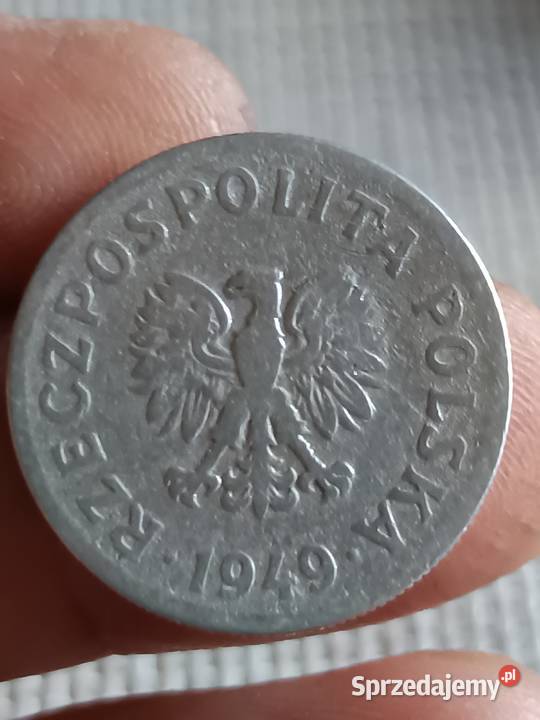 RZECZPOSPOLITA POLSKA
· 1949 ·
Sprzedajemy.pl